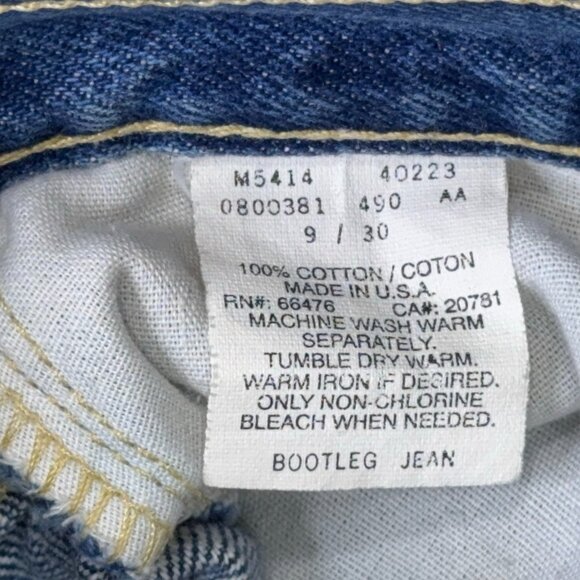 M5414 40223
0800381 490 AA
9 / 30
100% COTTON / COTON
MADE IN U.S.A.
RN#: 66476 CA#: 20781
MACHINE WASH WARM
SEPARATELY.
TUMBLE DRY WARM.
WARM IRON IF DESIRED.
ONLY NON-CHLORINE
BLEACH WHEN NEEDED.
BOOTLEG JEAN